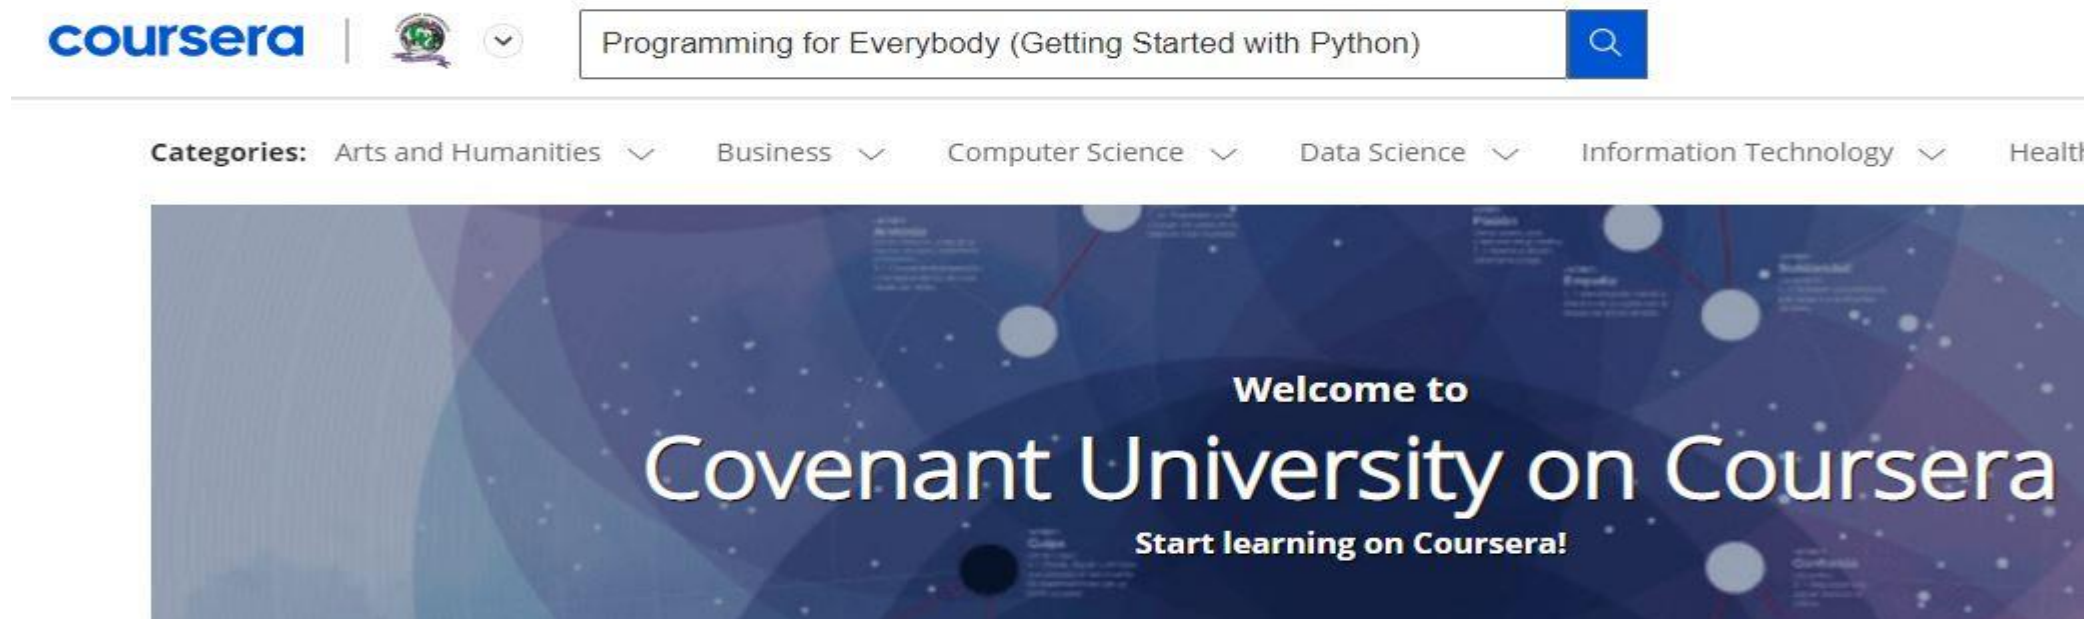 coursera
Programming for Everybody (Getting Started with Python)
Categories: Arts and Humanities Business Computer Science Data Science Information Technology Health
Welcome to
Covenant University on Coursera
Start learning on Coursera!